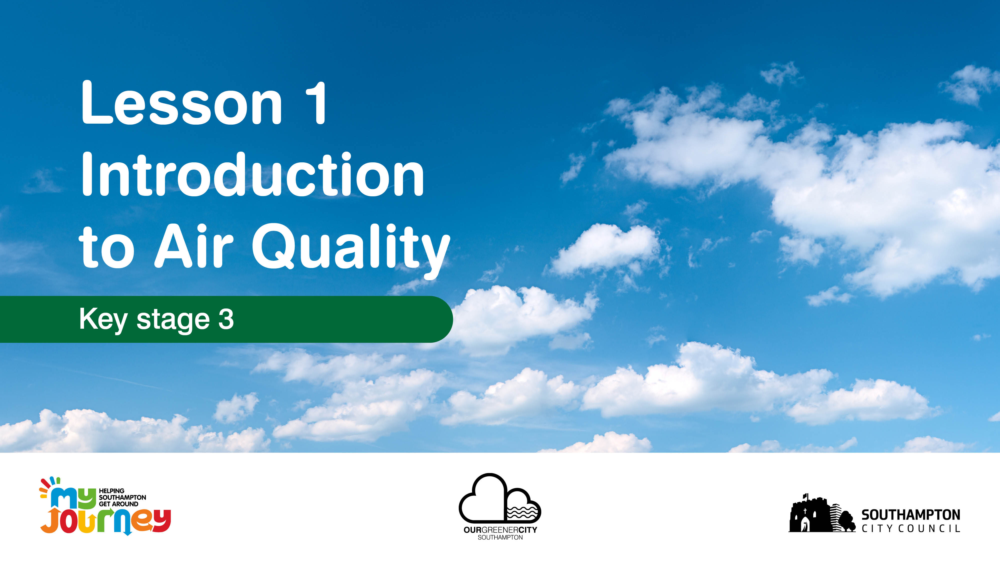 Lesson 1
Introduction
to Air Quality
Key stage 3
my HELPING
SOUTHAMPTON
GET AROUND
Journey
OURGREENERCITY
SOUTHAMPTON
SOUTHAMPTON
CITY COUNCIL